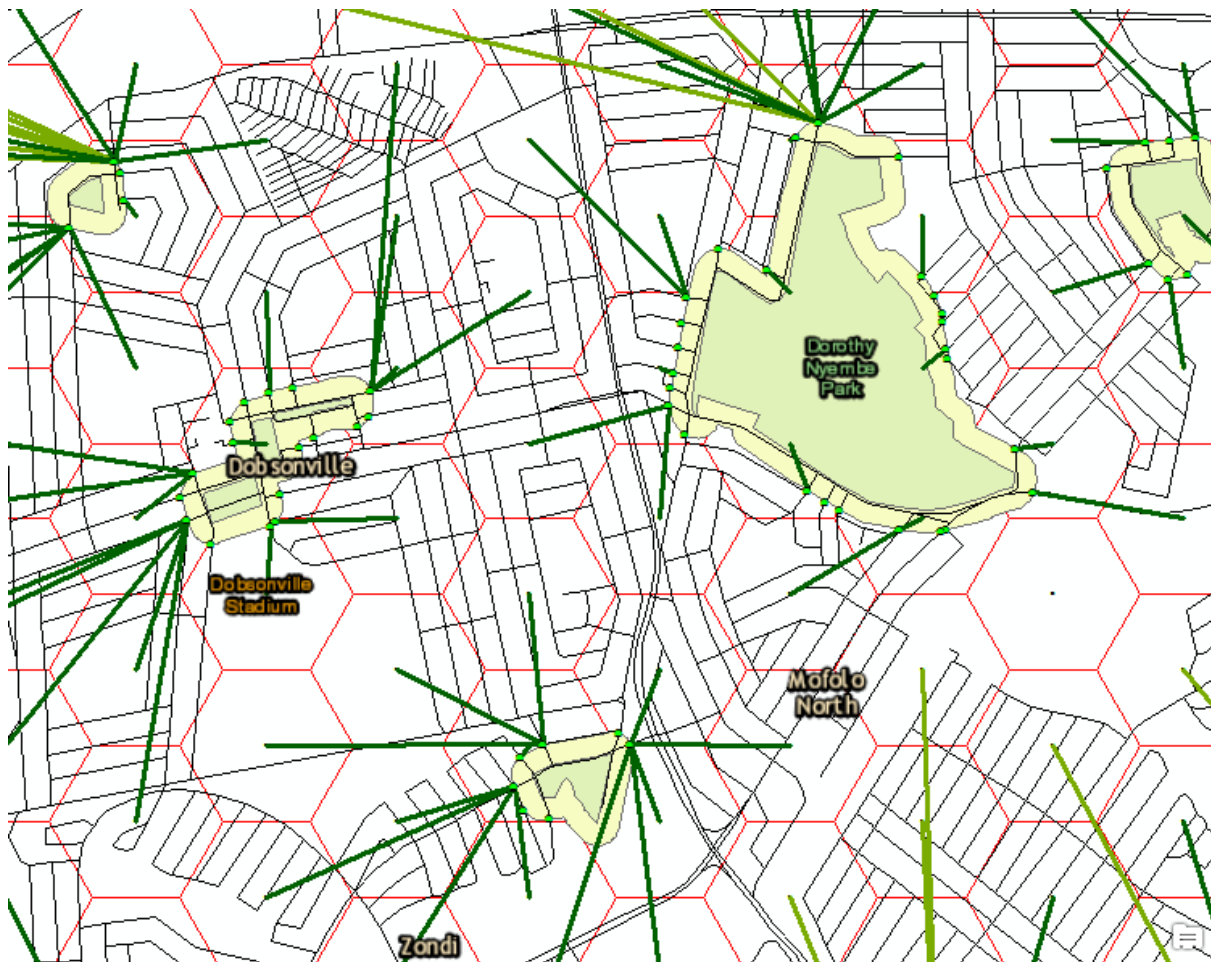 Dorothy
Nyembe
Park
Dobsonville
Dobsonville
Stadium
Mofolo
North
Zondi